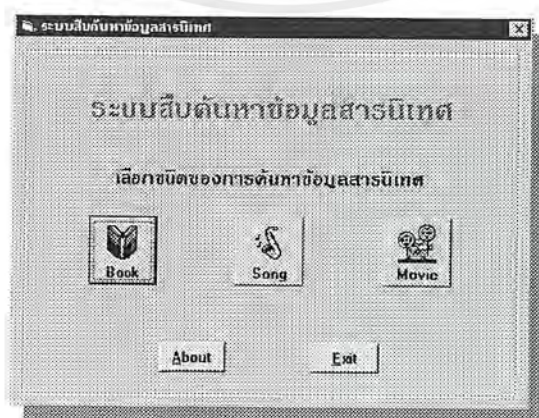 ระบบสืบค้นหาข้อมูลสารนิเทศ
ระบบสืบค้นหาข้อมูลสารนิเทศ
เลือกชนิดของการค้นหาข้อมูลสารนิเทศ
Book Song Movie
About Exit